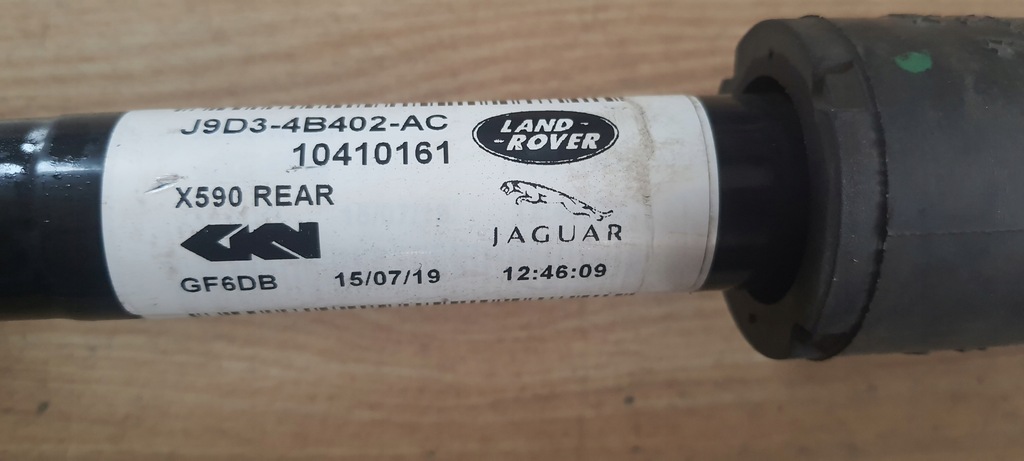 J9D3-4B402-AC
10410161
LAND-
-ROVER
X590 REAR
JAGUAR
GKN
GF6DB 15/07/19 12:46:09